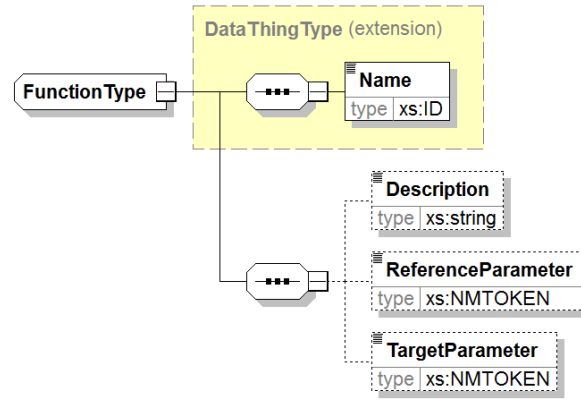 DataThingType (extension)
FunctionType
Name
type xs:ID
Description
type xs:string
ReferenceParameter
type xs:NMTOKEN
TargetParameter
type xs:NMTOKEN